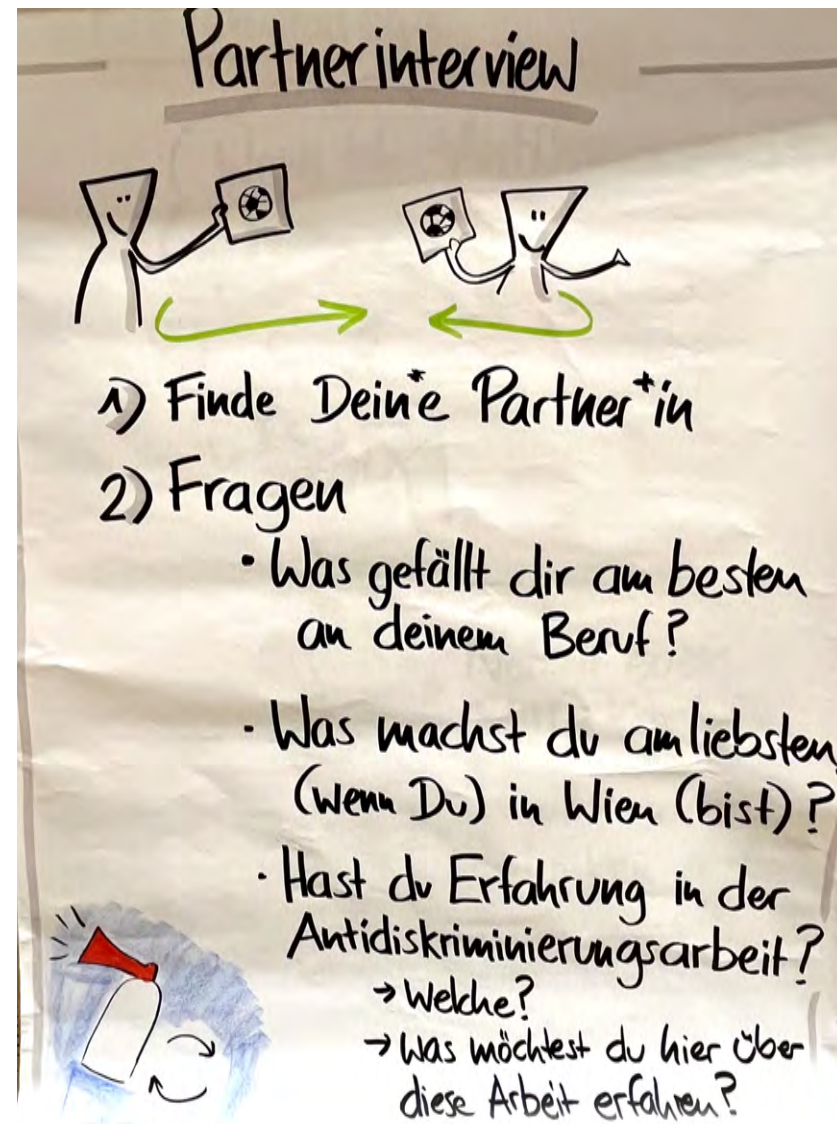 Partnerinterview
1) Finde Dein*e Partner*in
2) Fragen
· Was gefällt dir am besten
an deinem Beruf?
· Was machst du am liebsten,
(wenn Du) in Wien (bist)?
· Hast du Erfahrung in der
Antidiskriminierungsarbeit?
→ Welche?
→ Was möchtest du hier über
diese Arbeit erfahren?